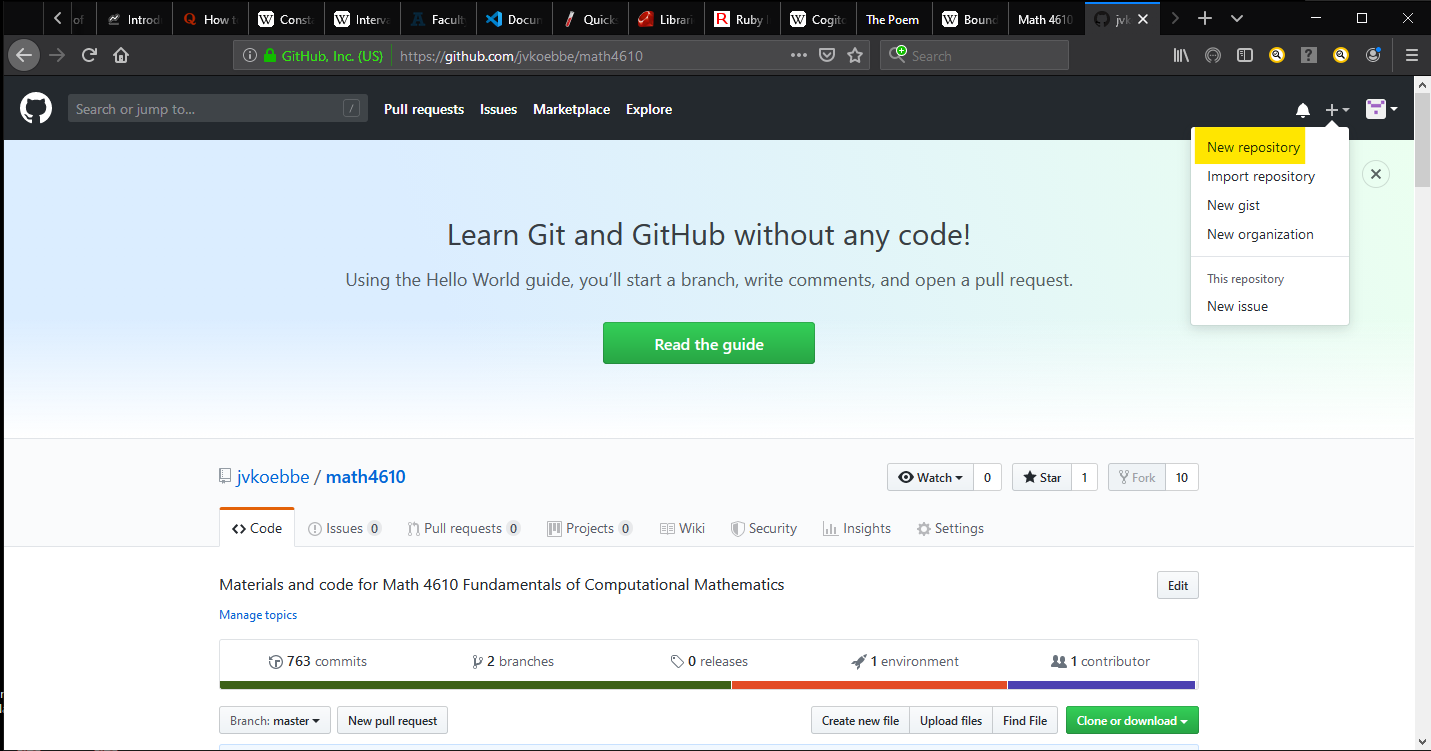 of
Introd
How to
Consta
Interva
Faculty
Docum
Quicks
Librari
Ruby
Cogito
The Poem
Bound
Math 4610
jvk
GitHub, Inc. (US)
https://github.com/jvkoebbe/math4610
Search
Search or jump to...
/
Pull requests
Issues
Marketplace
Explore
New repository
Import repository
New gist
New organization
This repository
New issue
Learn Git and GitHub without any code!
Using the Hello World guide, you’ll start a branch, write comments, and open a pull request.
Read the guide
jvkoebbe / math4610
Watch 0
Star 1
Fork 10
Code
Issues 0
Pull requests 0
Projects 0
Wiki
Security
Insights
Settings
Materials and code for Math 4610 Fundamentals of Computational Mathematics
Edit
Manage topics
763 commits
2 branches
0 releases
1 environment
1 contributor
Branch: master
New pull request
Create new file
Upload files
Find File
Clone or download